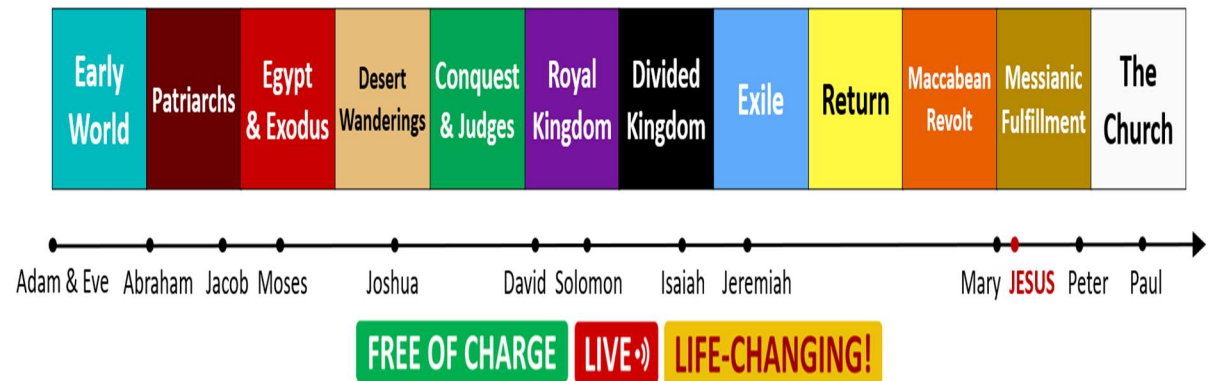 Early
World
Patriarchs
Egypt
& Exodus
Desert
Wanderings
Conquest
& Judges
Royal
Kingdom
Divided
Kingdom
Exile
Return
Maccabean
Revolt
Messianic
Fulfillment
The
Church
Adam & Eve
Abraham
Jacob
Moses
Joshua
David
Solomon
Isaiah
Jeremiah
Mary
JESUS
Peter
Paul
FREE OF CHARGE
LIVE
LIFE-CHANGING!